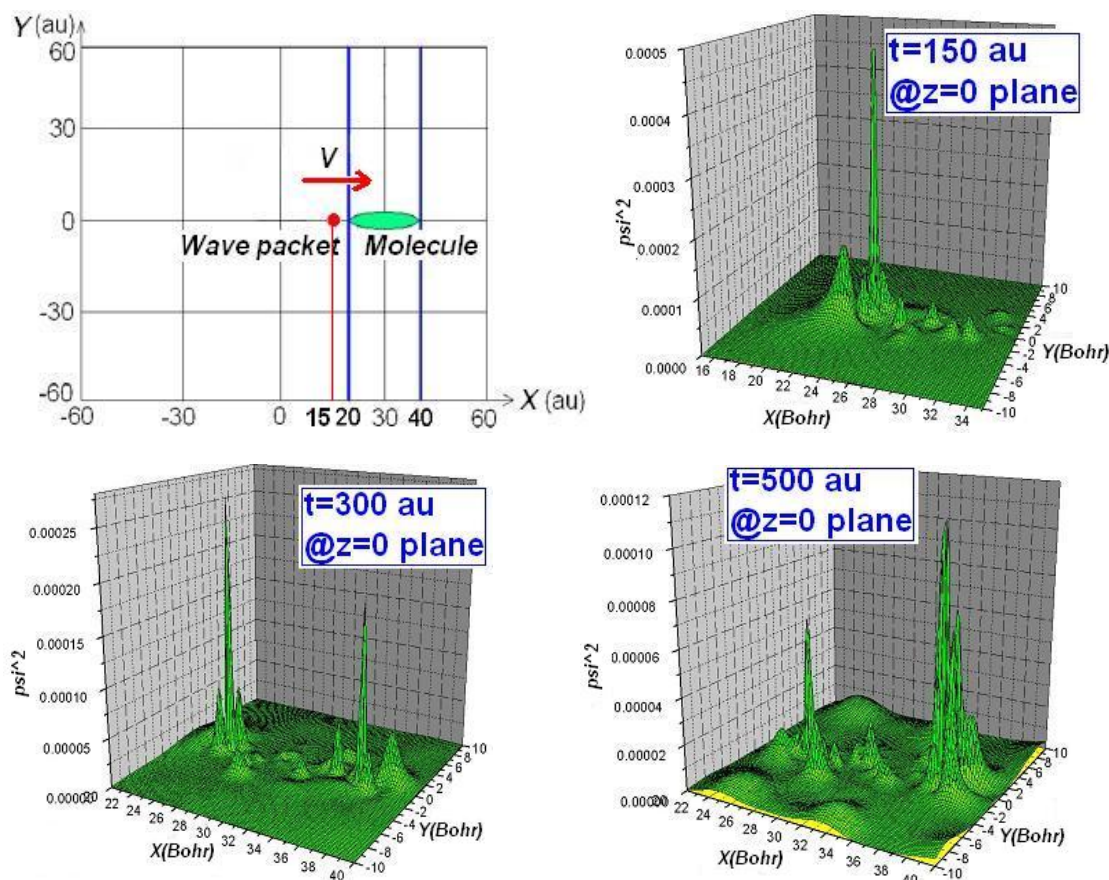 Y (au)
60
30
0
-30
-60
V
Wave packet Molecule
-60 -30 0 15 20 40 60
X (au)
t=150 au
@z=0 plane
psi^2
0.0005
0.0004
0.0003
0.0002
0.0001
0.0000
16 18 20 22 24 26 28 30 32 34
X(Bohr)
10
8
6
4
2
0
-2
-4
-6
-8
-10
Y(Bohr)
t=300 au
@z=0 plane
psi^2
0.00025
0.00020
0.00015
0.00010
0.00005
0.00000
20 22 24 26 28 30 32 34 36 38 40
X(Bohr)
10
8
6
4
2
0
-2
-4
-6
-8
-10
Y(Bohr)
t=500 au
@z=0 plane
psi^2
0.00012
0.00010
0.00008
0.00006
0.00004
0.00002
0.00000
20 22 24 26 28 30 32 34 36 38 40
X(Bohr)
10
8
6
4
2
0
-2
-4
-6
-8
-10
Y(Bohr)